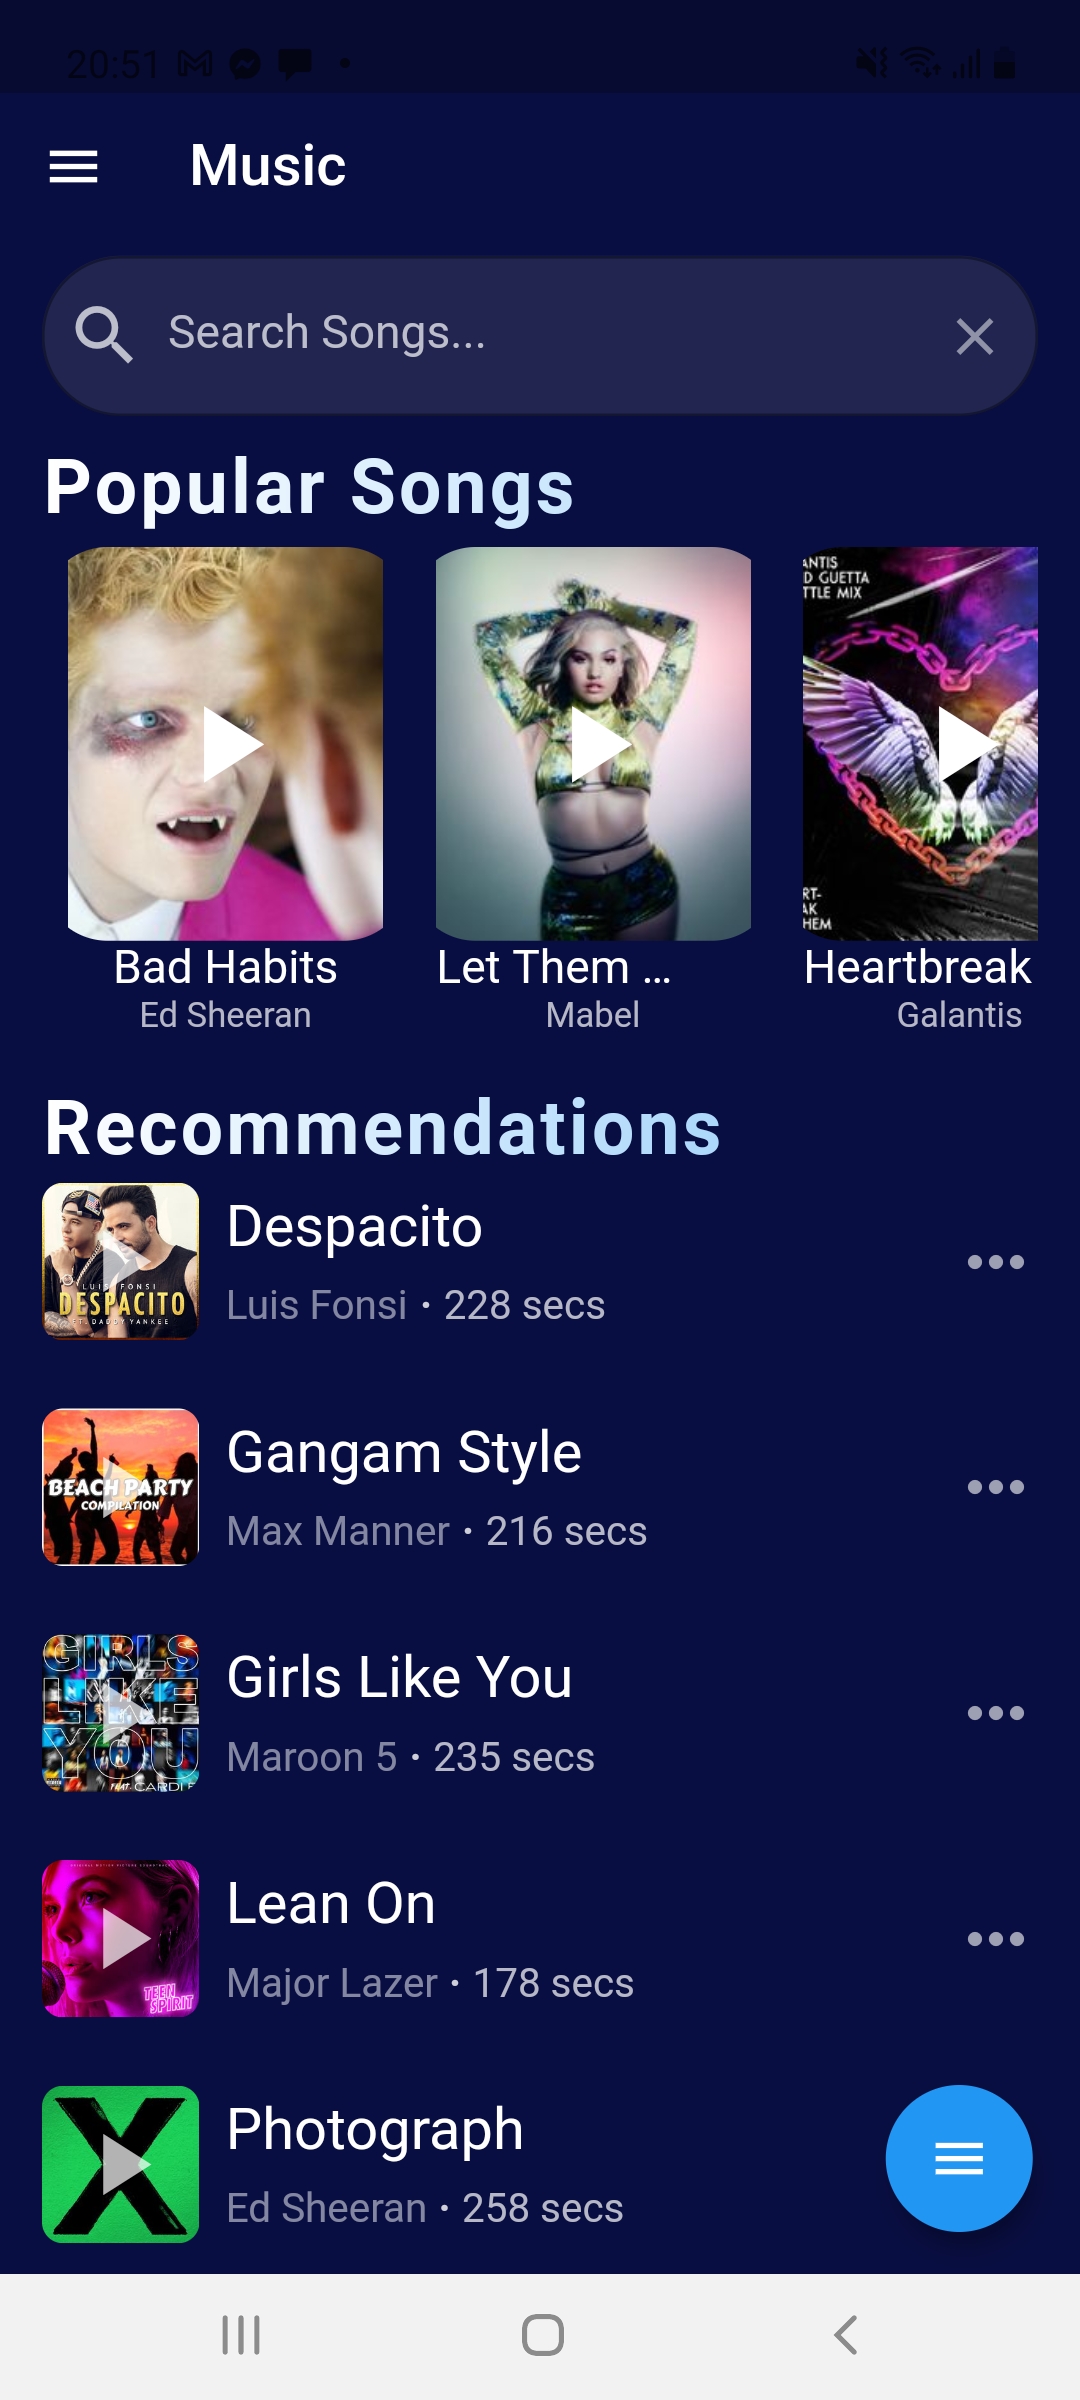 20:51
Music
Search Songs...
Popular Songs
ANTIS
D GUETTA
TTLE MIX
RT-
AK
HEM
Bad Habits
Let Them ...
Heartbreak
Ed Sheeran
Mabel
Galantis
Recommendations
LUIS FONSI
DESPACITO
FT. DADDY YANKEE
Despacito
Luis Fonsi • 228 secs
BEACH PARTY
COMPILATION
Gangam Style
Max Manner • 216 secs
GIRLS
LIKE
YOU
FEAT. CARDI
Girls Like You
Maroon 5 • 235 secs
TEEN
SPIRIT
Lean On
Major Lazer • 178 secs
X
Photograph
Ed Sheeran • 258 secs